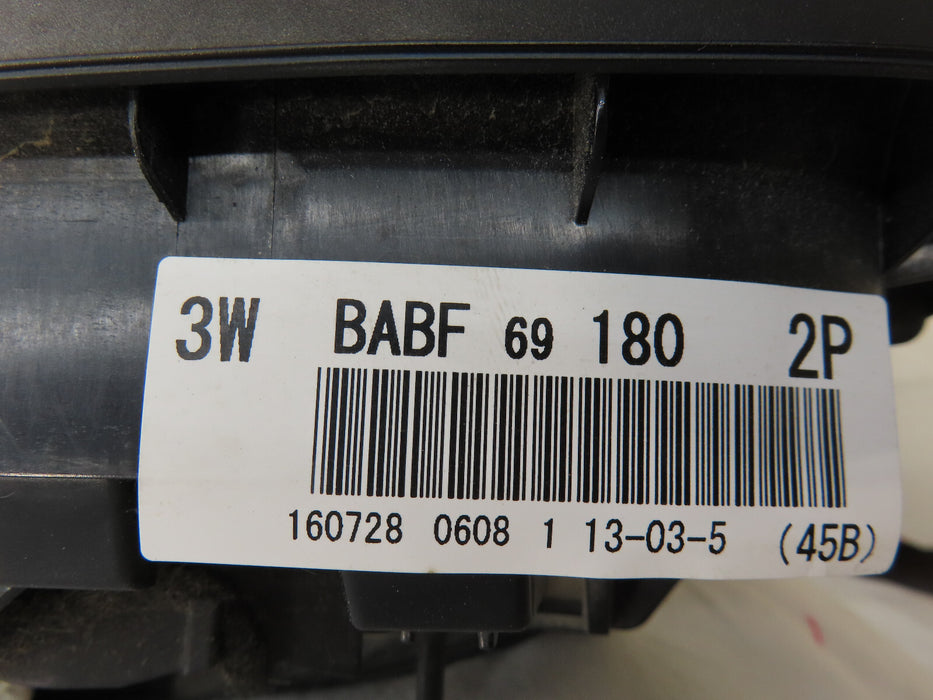 3W BABF 69 180 2P
160728 0608 1 13-03-5 (45B)